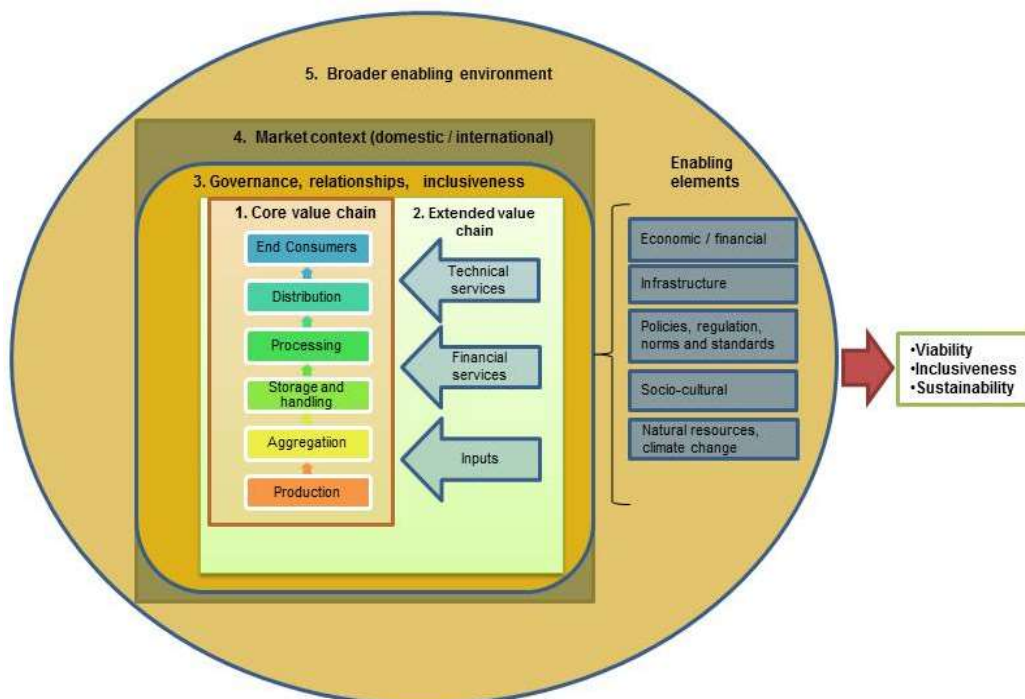 5. Broader enabling environment
4. Market context (domestic / international)
3. Governance, relationships, inclusiveness
1. Core value chain
End Consumers
Distribution
Processing
Storage and
handling
Aggregatiion
Production
2. Extended value
chain
Technical
services
Financial
services
Inputs
Enabling
elements
Economic / financial
Infrastructure
Policies, regulation,
norms and standards
Socio-cultural
Natural resources,
climate change
•Viability
•Inclusiveness
•Sustainability